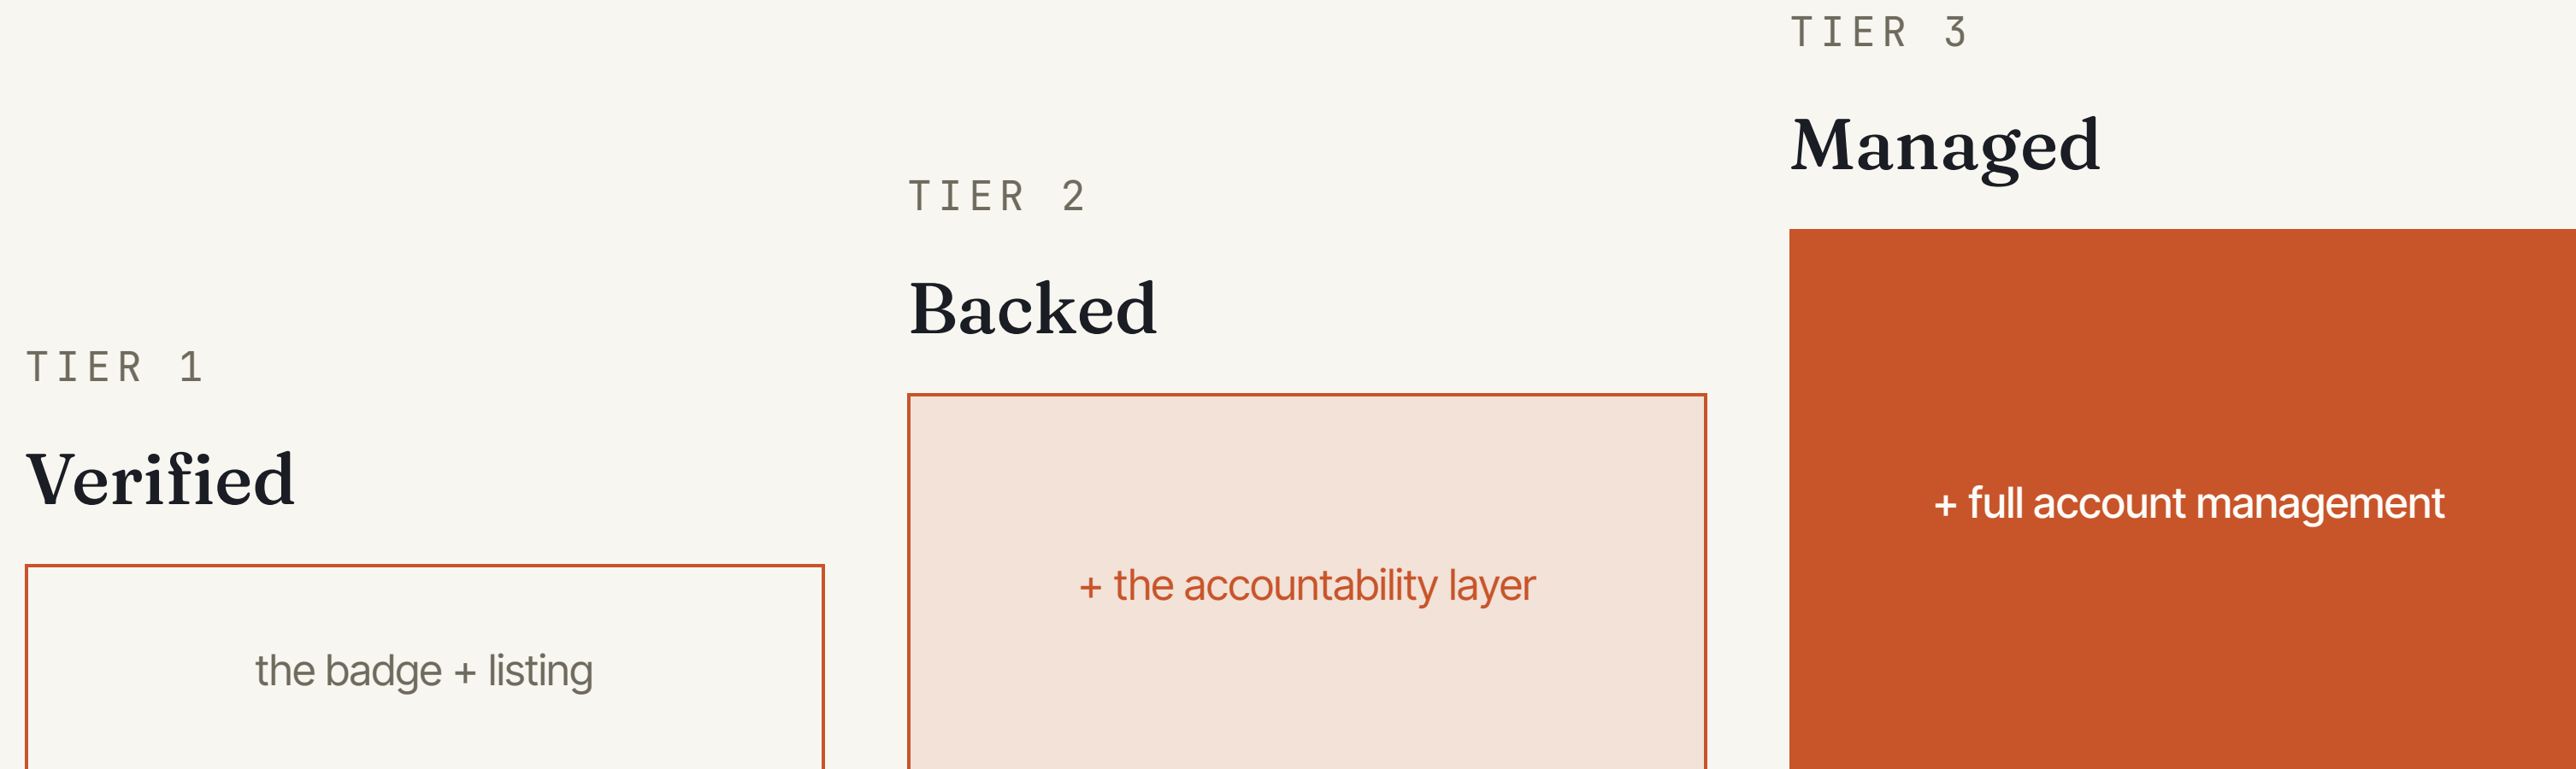 TIER 1
Verified
the badge + listing
TIER 2
Backed
+ the accountability layer
TIER 3
Managed
+ full account management